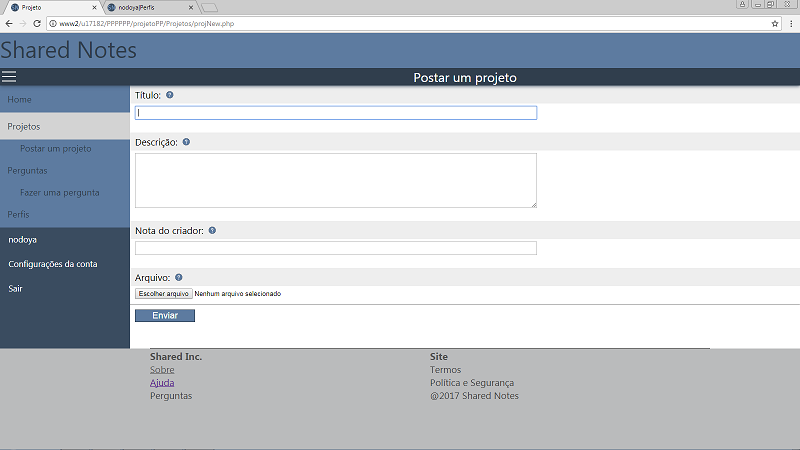 Projeto
nodoya|Perfis
www2/u17182/PPPPPP/projetoPP/Projetos/projNew.php
Shared Notes
Postar um projeto
Home
Projetos
Postar um projeto
Perguntas
Fazer uma pergunta
Perfis
nodoya
Configurações da conta
Sair
Título: ?
Descrição: ?
Nota do criador: ?
Arquivo: ?
Escolher arquivo Nenhum arquivo selecionado
Enviar
Shared Inc.
Sobre
Ajuda
Perguntas
Site
Termos
Política e Segurança
@2017 Shared Notes